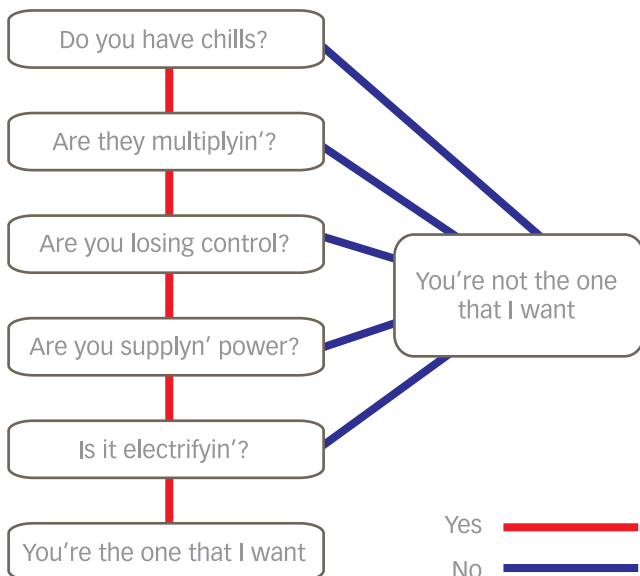 Do you have chills?
Are they multiplyin’?
Are you losing control?
You’re not the one
that I want
Are you supplyn’ power?
Is it electrifyin’?
You’re the one that I want
Yes
No